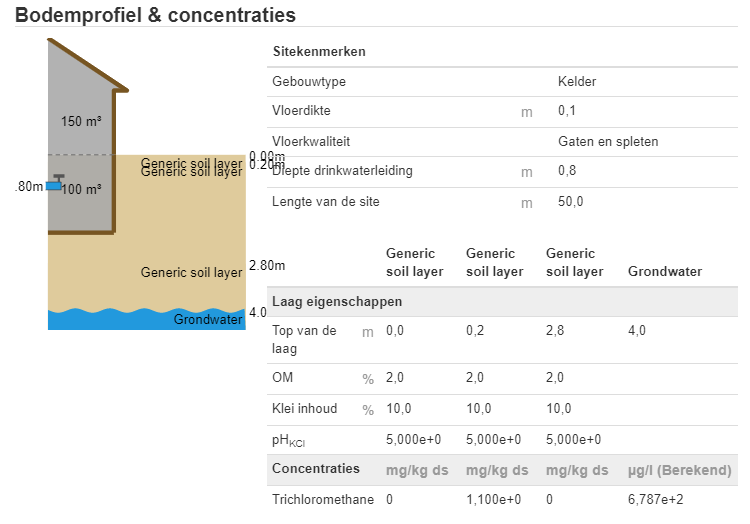 Bodemprofiel & concentraties
150 m³
100 m³
.80m
Generic soil layer 0.00m
Generic soil layer 0.20m
Generic soil layer 2.80m
Grondwater 4.0
Sitekenmerken
Gebouwtype Kelder
Vloerdikte m 0,1
Vloerkwaliteit Gaten en spleten
Diepte drinkwaterleiding m 0,8
Lengte van de site m 50,0
Generic Generic Generic
soil layer soil layer soil layer Grondwater
Laag eigenschappen
Top van de m 0,0 0,2 2,8 4,0
laag
OM % 2,0 2,0 2,0
Klei inhoud % 10,0 10,0 10,0
pHKCl 5,000e+0 5,000e+0 5,000e+0
Concentraties mg/kg ds mg/kg ds mg/kg ds µg/l (Berekend)
Trichloromethane 0 1,100e+0 0 6,787e+2